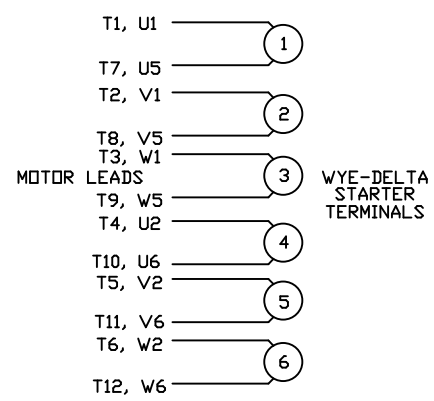 T1, U1
1
T7, U5
T2, V1
2
T8, V5
T3, W1
MOTOR LEADS
3
WYE-DELTA
STARTER
TERMINALS
T9, W5
T4, U2
4
T10, U6
T5, V2
5
T11, V6
T6, W2
6
T12, W6